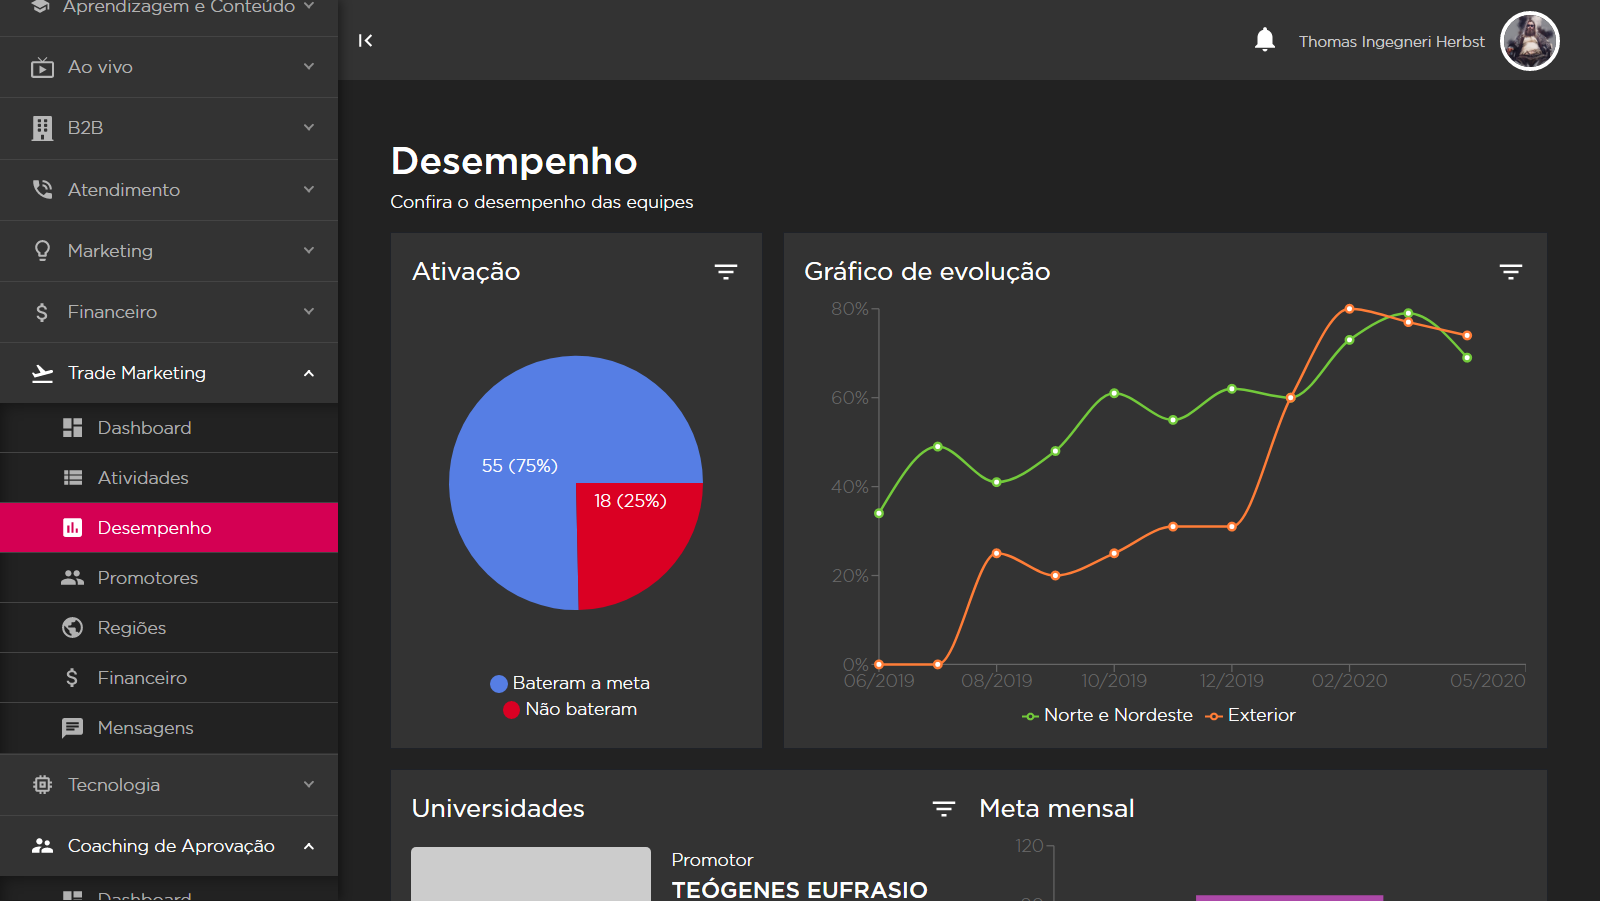 Aprendizagem e Conteúdo
Ao vivo
B2B
Atendimento
Marketing
Financeiro
Trade Marketing
Dashboard
Atividades
Desempenho
Promotores
Regiões
Financeiro
Mensagens
Tecnologia
Coaching de Aprovação
Dashboard
Thomas Ingegneri Herbst
Desempenho
Confira o desempenho das equipes
Ativação
55 (75%)
18 (25%)
Bateram a meta
Não bateram
Gráfico de evolução
80%
60%
40%
20%
0%
06/2019 08/2019 10/2019 12/2019 02/2020 05/2020
Norte e Nordeste Exterior
Universidades
Promotor
TEÓGENES EUFRASIO
Meta mensal
120